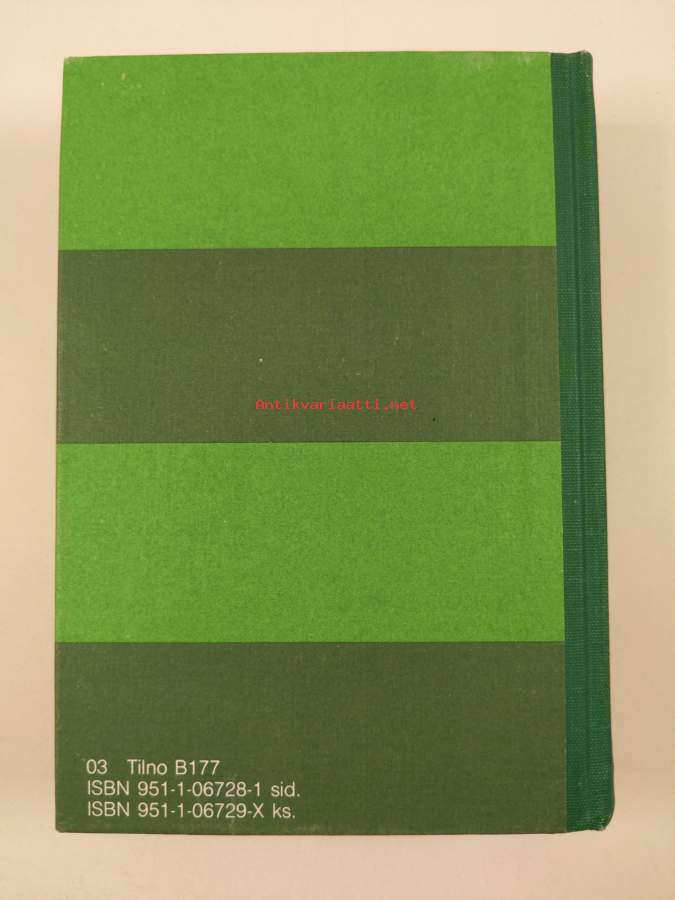 Antikvariaatti.net
03 Tilno B177
ISBN 951-1-06728-1 sid.
ISBN 951-1-06729-X ks.